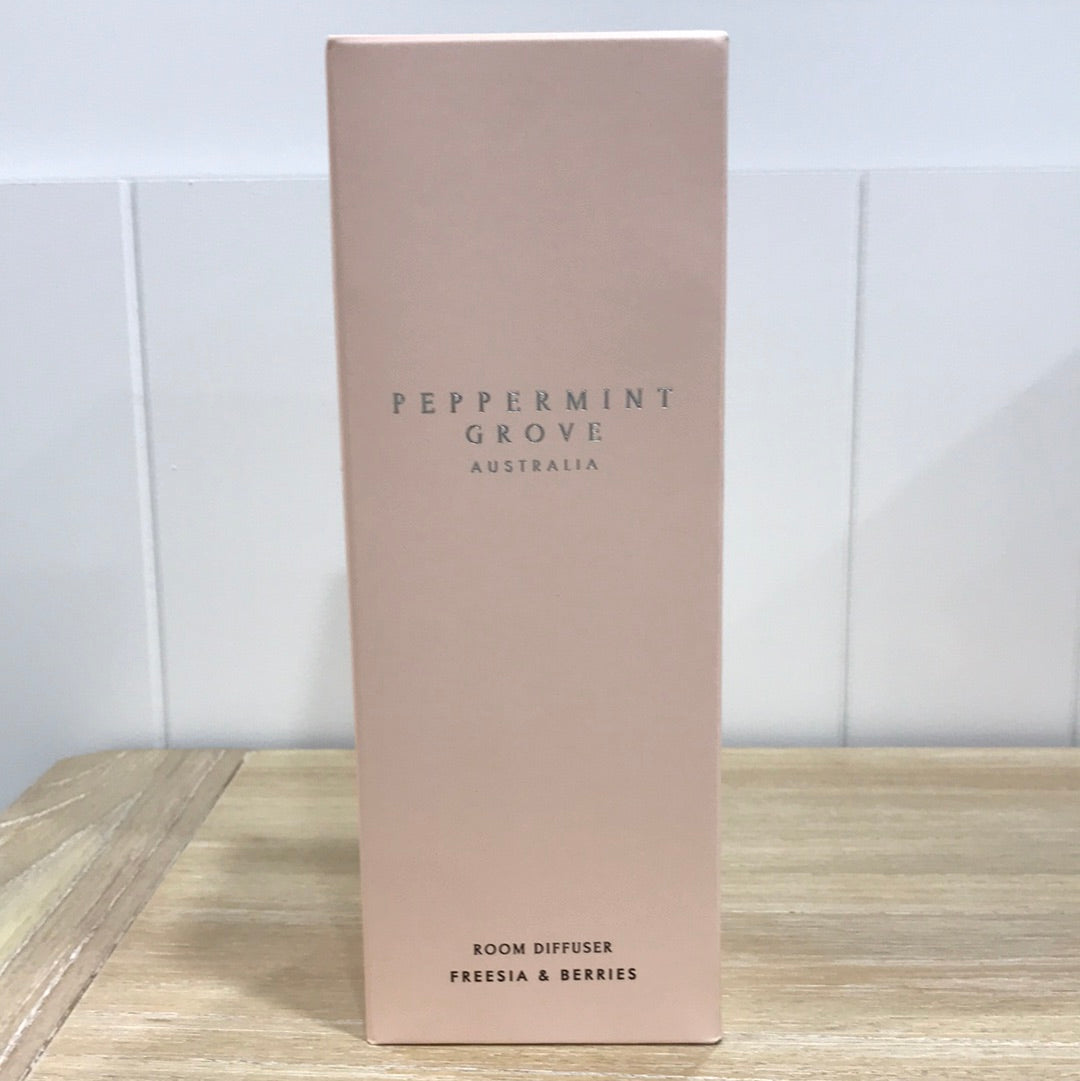 PEPPERMINT
GROVE
AUSTRALIA
ROOM DIFFUSER
FREESIA & BERRIES